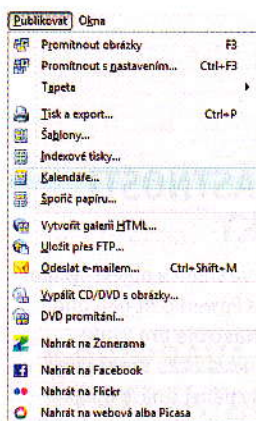 Publikovat Okna
Promítnout obrázky F3
Promítnout s nastavením... Ctrl+F3
Tapeta
Tisk a export... Ctrl+P
Šablony...
Indexové tisky...
Kalendáře...
Spořič papíru...
Vytvořit galerii HTML...
Uložit přes FTP...
Odeslat e-mailem... Ctrl+Shift+M
Vypálit CD/DVD s obrázky...
DVD promítání...
Nahrát na Zonerama
Nahrát na Facebook
Nahrát na Flickr
Nahrát na webová alba Picasa